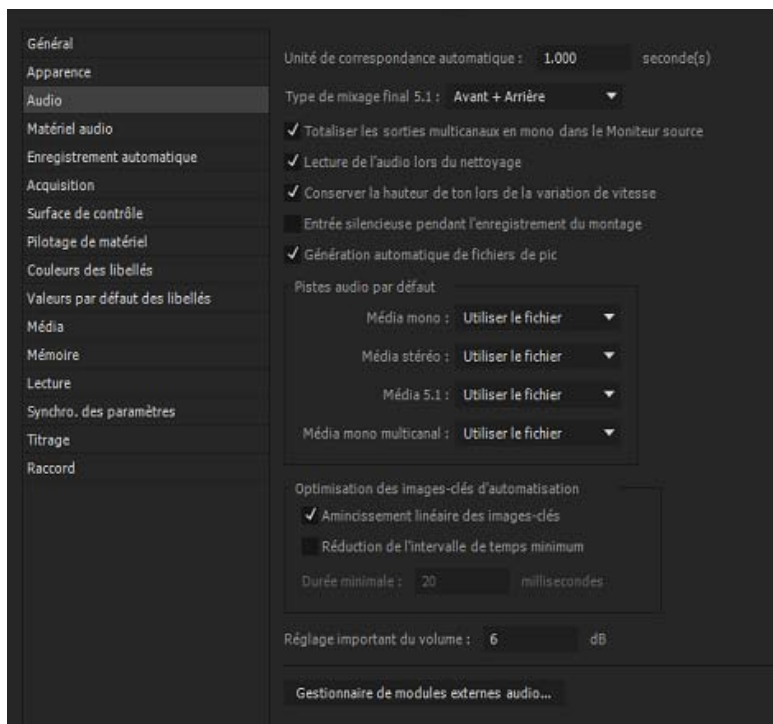 Général
Apparence
Audio
Matériel audio
Enregistrement automatique
Acquisition
Surface de contrôle
Pilotage de matériel
Couleurs des libellés
Valeurs par défaut des libellés
Média
Mémoire
Lecture
Synchro. des paramètres
Titrage
Raccord
Unité de correspondance automatique : 1.000 seconde(s)
Type de mixage final 5.1 : Avant + Arrière
Totaliser les sorties multicanaux en mono dans le Moniteur source
Lecture de l'audio lors du nettoyage
Conserver la hauteur de ton lors de la variation de vitesse
Entrée silencieuse pendant l'enregistrement du montage
Génération automatique de fichiers de pic
Pistes audio par défaut
Média mono : Utiliser le fichier
Média stéréo : Utiliser le fichier
Média 5.1 : Utiliser le fichier
Média mono multicanal : Utiliser le fichier
Optimisation des images-clés d'automatisation
Amincissement linéaire des images-clés
Réduction de l'intervalle de temps minimum
Durée minimale : 20 millisecondes
Réglage important du volume : 6 dB
Gestionnaire de modules externes audio...